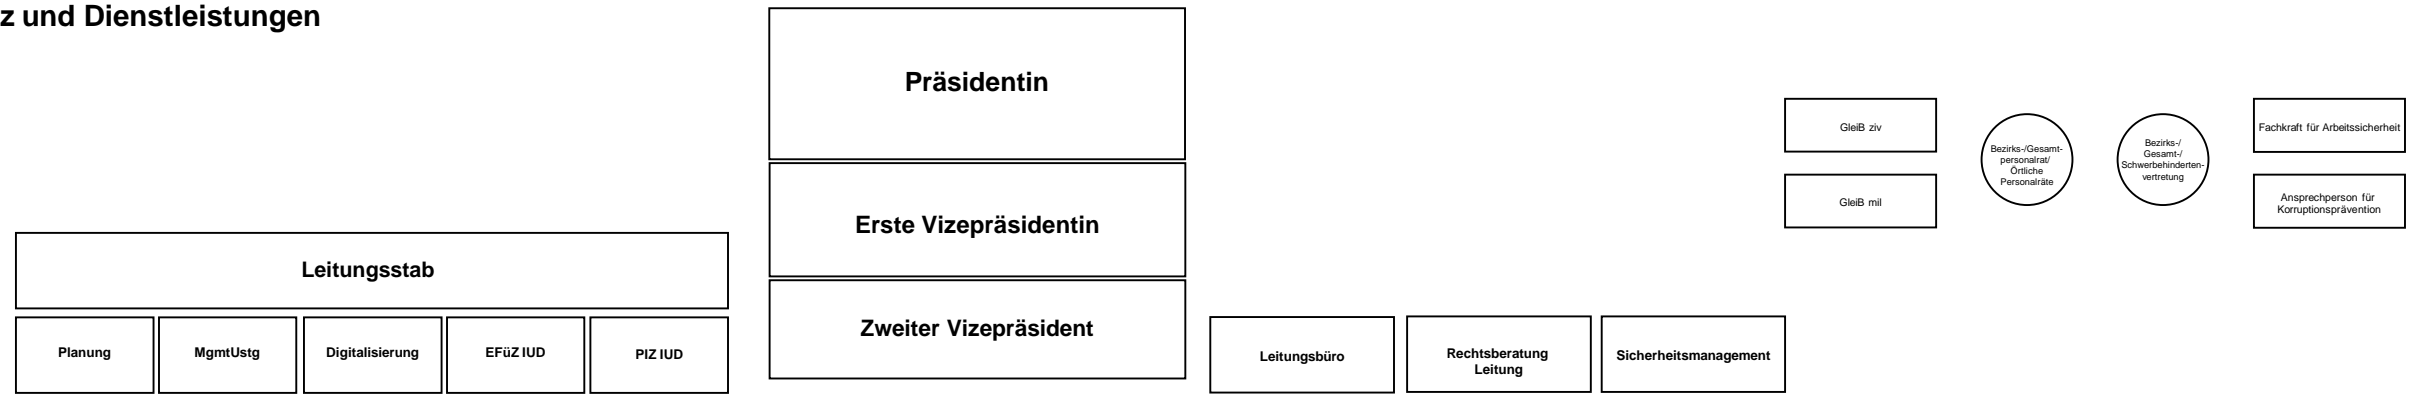 z und Dienstleistungen
Präsidentin
Erste Vizepräsidentin
Zweiter Vizepräsident
Leitungsstab
Planung
MgmtUstg
Digitalisierung
EFüZ IUD
PIZ IUD
Leitungsbüro
Rechtsberatung
Leitung
Sicherheitsmanagement
GleiB ziv
GleiB mil
Bezirks-/Gesamt-
personalrat/
Örtliche
Personalräte
Bezirks-/
Gesamt-/
Schwerbehinderten-
vertretung
Fachkraft für Arbeitssicherheit
Ansprechperson für
Korruptionsprävention